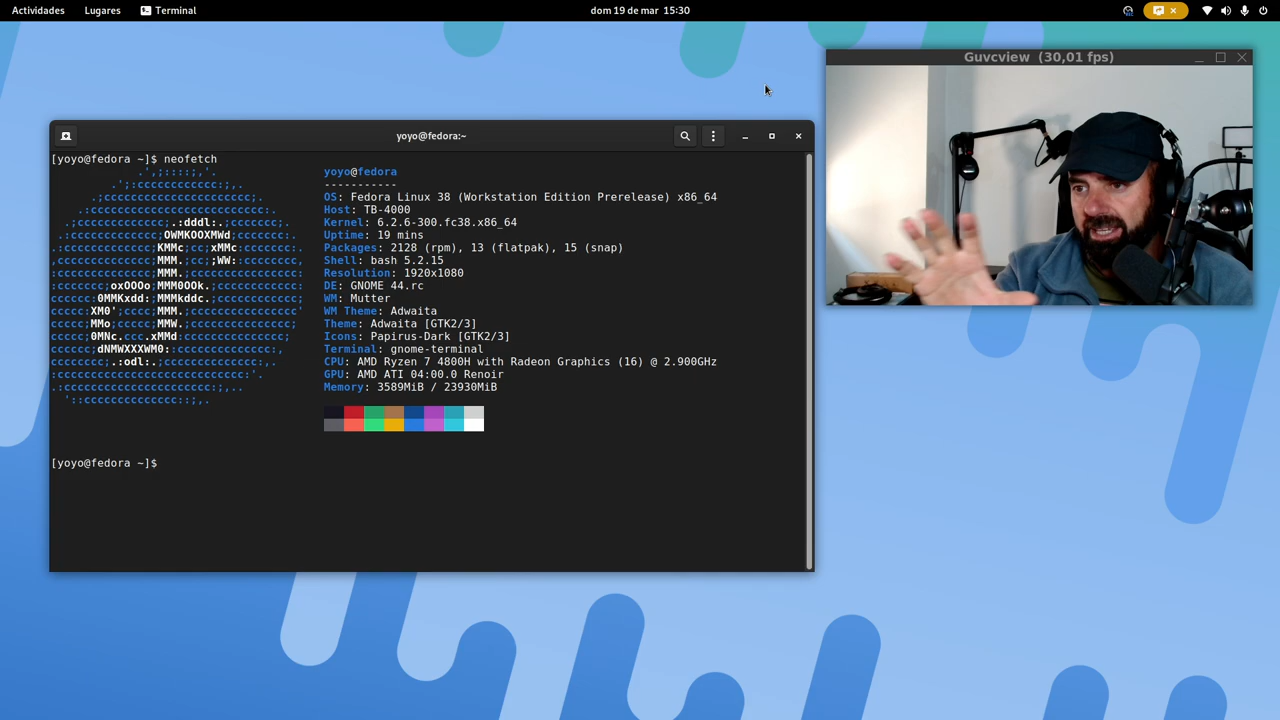 Actividades Lugares Terminal dom 19 de mar 15:30
Guvcview (30,01 fps)
yoyo@fedora:~
[yoyo@fedora ~]$ neofetch
yoyo@fedora
-----------
OS: Fedora Linux 38 (Workstation Edition Prerelease) x86_64
Host: TB-4000
Kernel: 6.2.6-300.fc38.x86_64
Uptime: 19 mins
Packages: 2128 (rpm), 13 (flatpak), 15 (snap)
Shell: bash 5.2.15
Resolution: 1920x1080
DE: GNOME 44.rc
WM: Mutter
WM Theme: Adwaita
Theme: Adwaita [GTK2/3]
Icons: Papirus-Dark [GTK2/3]
Terminal: gnome-terminal
CPU: AMD Ryzen 7 4800H with Radeon Graphics (16) @ 2.900GHz
GPU: AMD ATI 04:00.0 Renoir
Memory: 3589MiB / 23930MiB
[yoyo@fedora ~]$